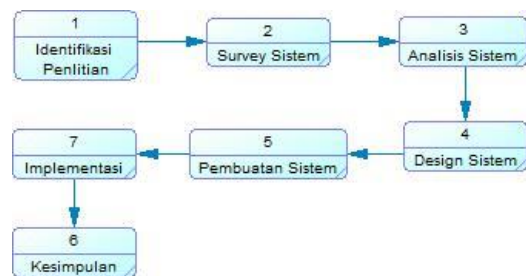 1
Identifikasi
Penlitian
2
Survey Sistem
3
Analisis Sistem
4
Design Sistem
5
Pembuatan Sistem
7
Implementasi
6
Kesimpulan